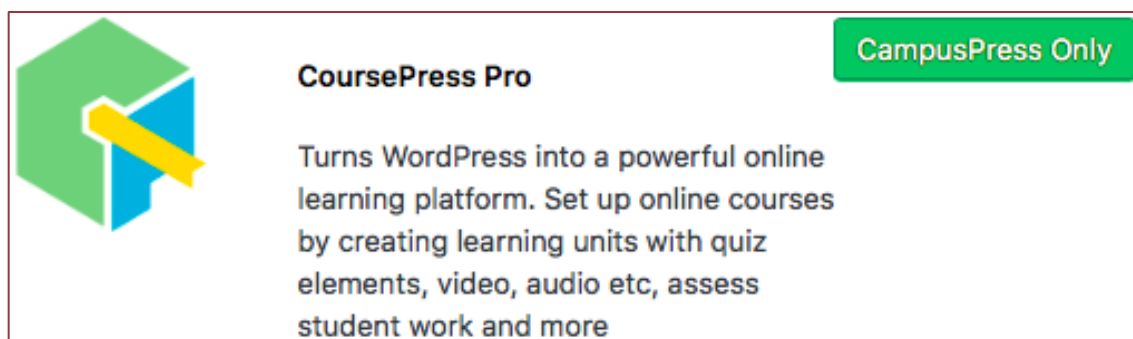 CampusPress Only
CoursePress Pro
Turns WordPress into a powerful online
learning platform. Set up online courses
by creating learning units with quiz
elements, video, audio etc, assess
student work and more